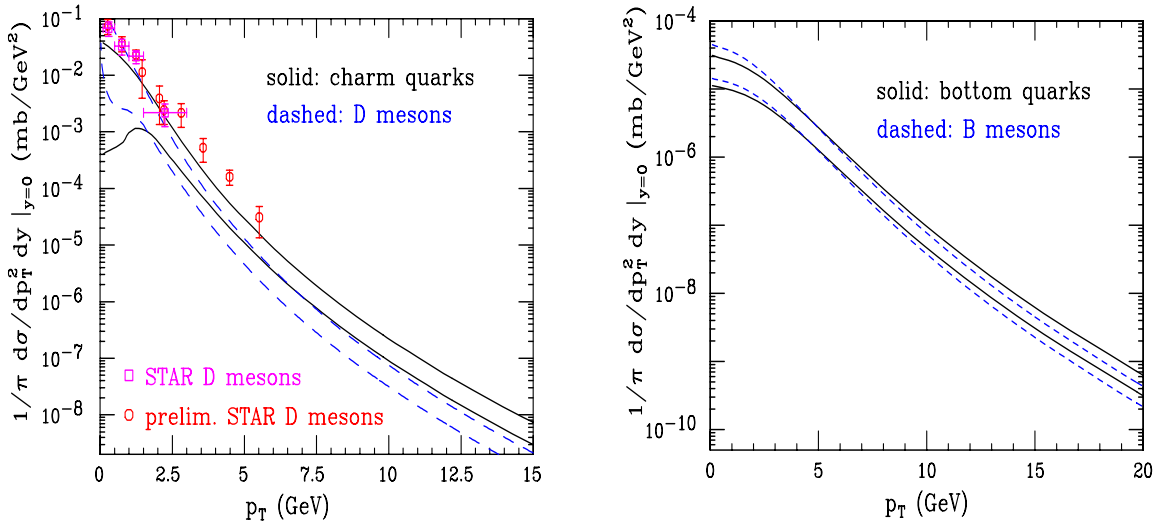 1/π dσ/dp_T^2 dy |_{y=0} (mb/GeV^2)
10^{-1}
10^{-2}
10^{-3}
10^{-4}
10^{-5}
10^{-6}
10^{-7}
10^{-8}
solid: charm quarks
dashed: D mesons
STAR D mesons
prelim. STAR D mesons
0 2.5 5 7.5 10 12.5 15
p_T (GeV)
1/π dσ/dp_T^2 dy |_{y=0} (mb/GeV^2)
10^{-4}
10^{-6}
10^{-8}
10^{-10}
solid: bottom quarks
dashed: B mesons
0 5 10 15 20
p_T (GeV)